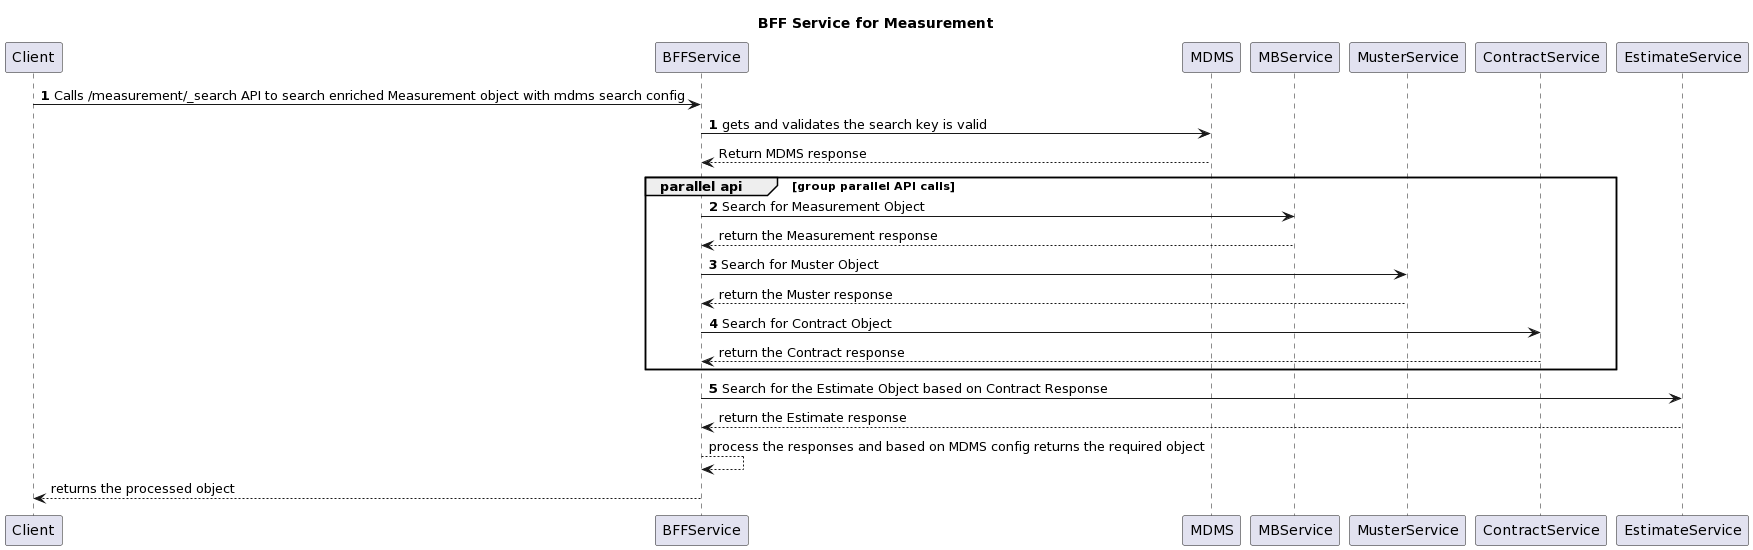 BFF Service for Measurement
Client BFFService MDMS MBService MusterService ContractService EstimateService
1 Calls /measurement/_search API to search enriched Measurement object with mdms search config
1 gets and validates the search key is valid
Return MDMS response
parallel api [group parallel API calls]
2 Search for Measurement Object
return the Measurement response
3 Search for Muster Object
return the Muster response
4 Search for Contract Object
return the Contract response
5 Search for the Estimate Object based on Contract Response
return the Estimate response
process the responses and based on MDMS config returns the required object
returns the processed object
Client BFFService MDMS MBService MusterService ContractService EstimateService